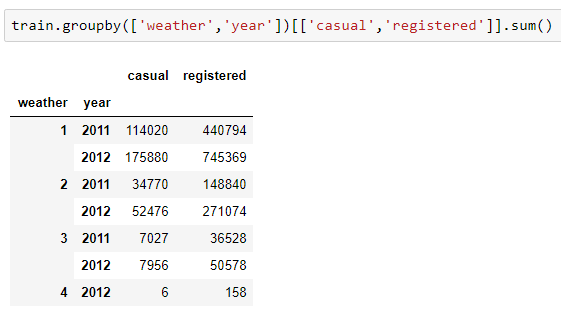 train.groupby(['weather','year'])[['casual','registered']].sum()
casual registered
weather year
1 2011 114020 440794
2012 175880 745369
2 2011 34770 148840
2012 52476 271074
3 2011 7027 36528
2012 7956 50578
4 2012 6 158